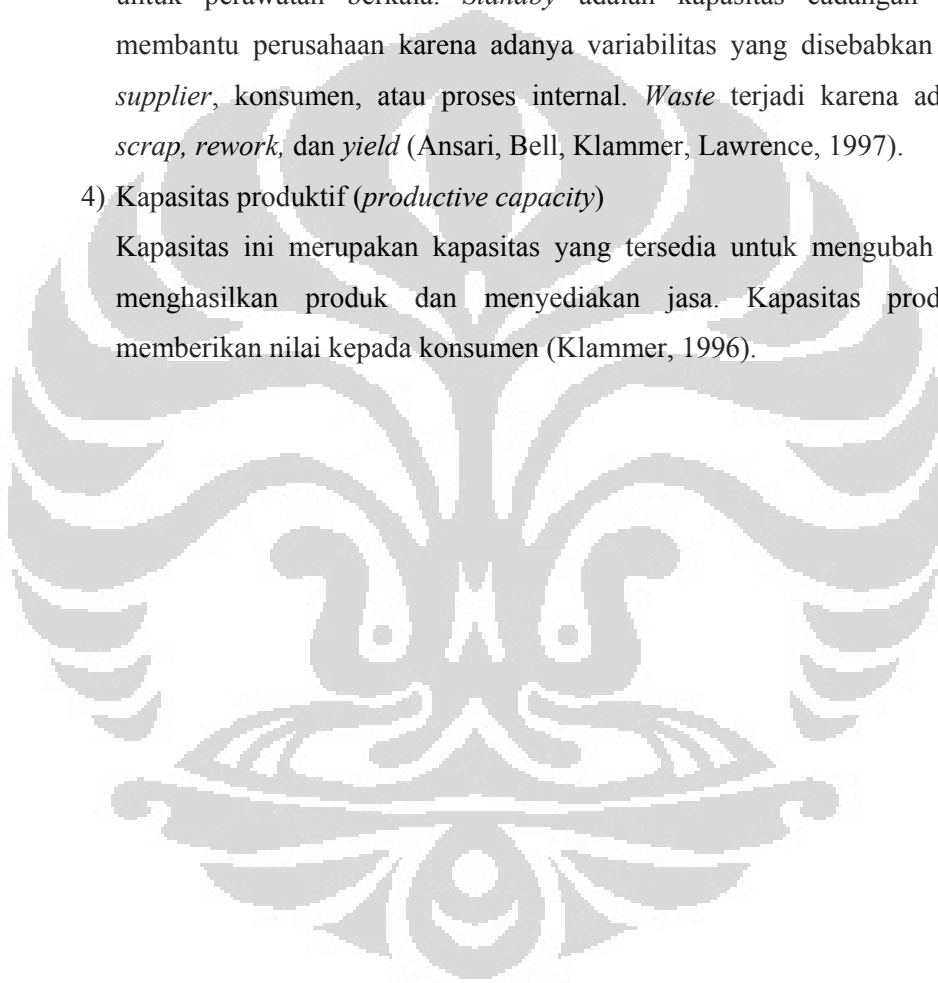 untuk perawatan berkala. Standby adalah kapasitas cadangan
membantu perusahaan karena adanya variabilitas yang disebabkan
supplier, konsumen, atau proses internal. Waste terjadi karena
scrap, rework, dan yield (Ansari, Bell, Klammer, Lawrence, 1997).
4) Kapasitas produktif (productive capacity)
Kapasitas ini merupakan kapasitas yang tersedia untuk mengubah
menghasilkan produk dan menyediakan jasa. Kapasitas
memberikan nilai kepada konsumen (Klammer, 1996).